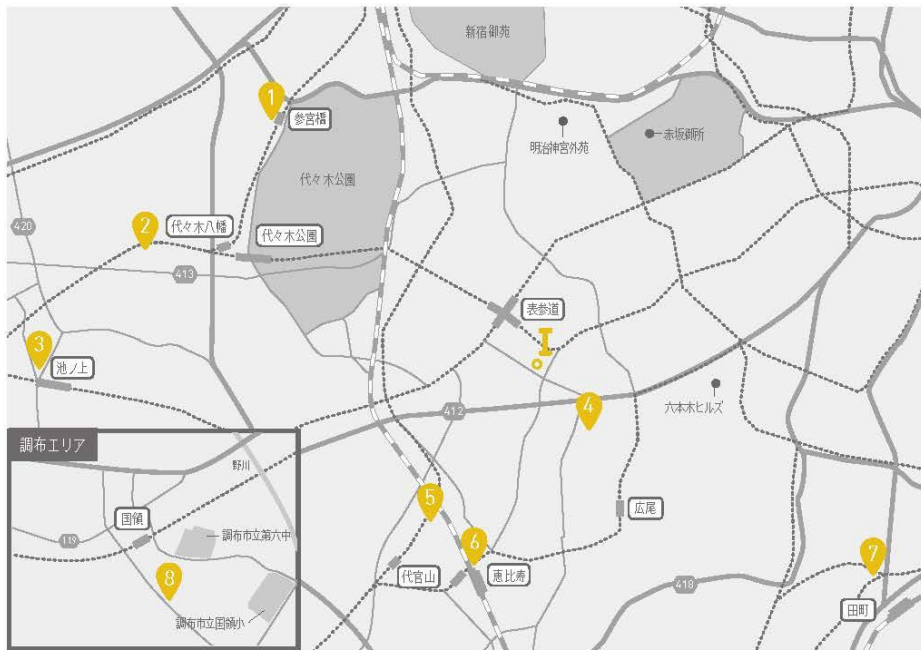 新宿御苑
1
参宮橋
明治神宮外苑
赤坂御所
代々木公園
420
2
代々木八幡
代々木公園
413
表参道
I
3
池ノ上
六本木ヒルズ
412
4
調布エリア
野川
国領
119
調布市立第六中
8
調布市立国領小
5
6
代官山
恵比寿
広尾
7
418
田町